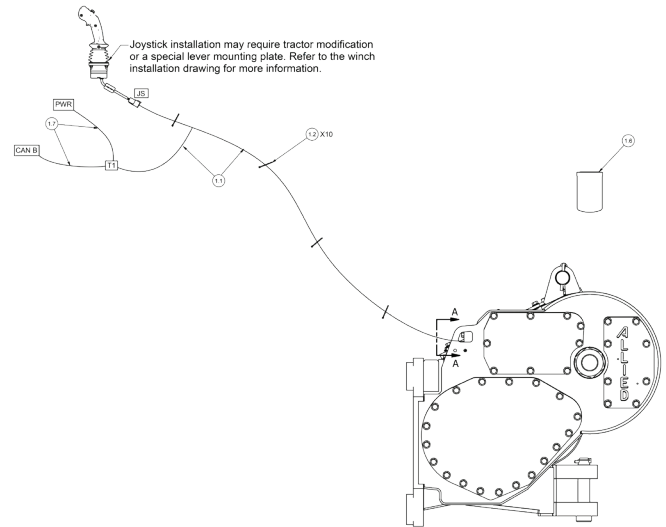 Joystick installation may require tractor modification
or a special lever mounting plate. Refer to the winch
installation drawing for more information.
JS
PWR
1.7
CAN B
T1
1.1
1.2 X10
1.6
A
A
ALLIED